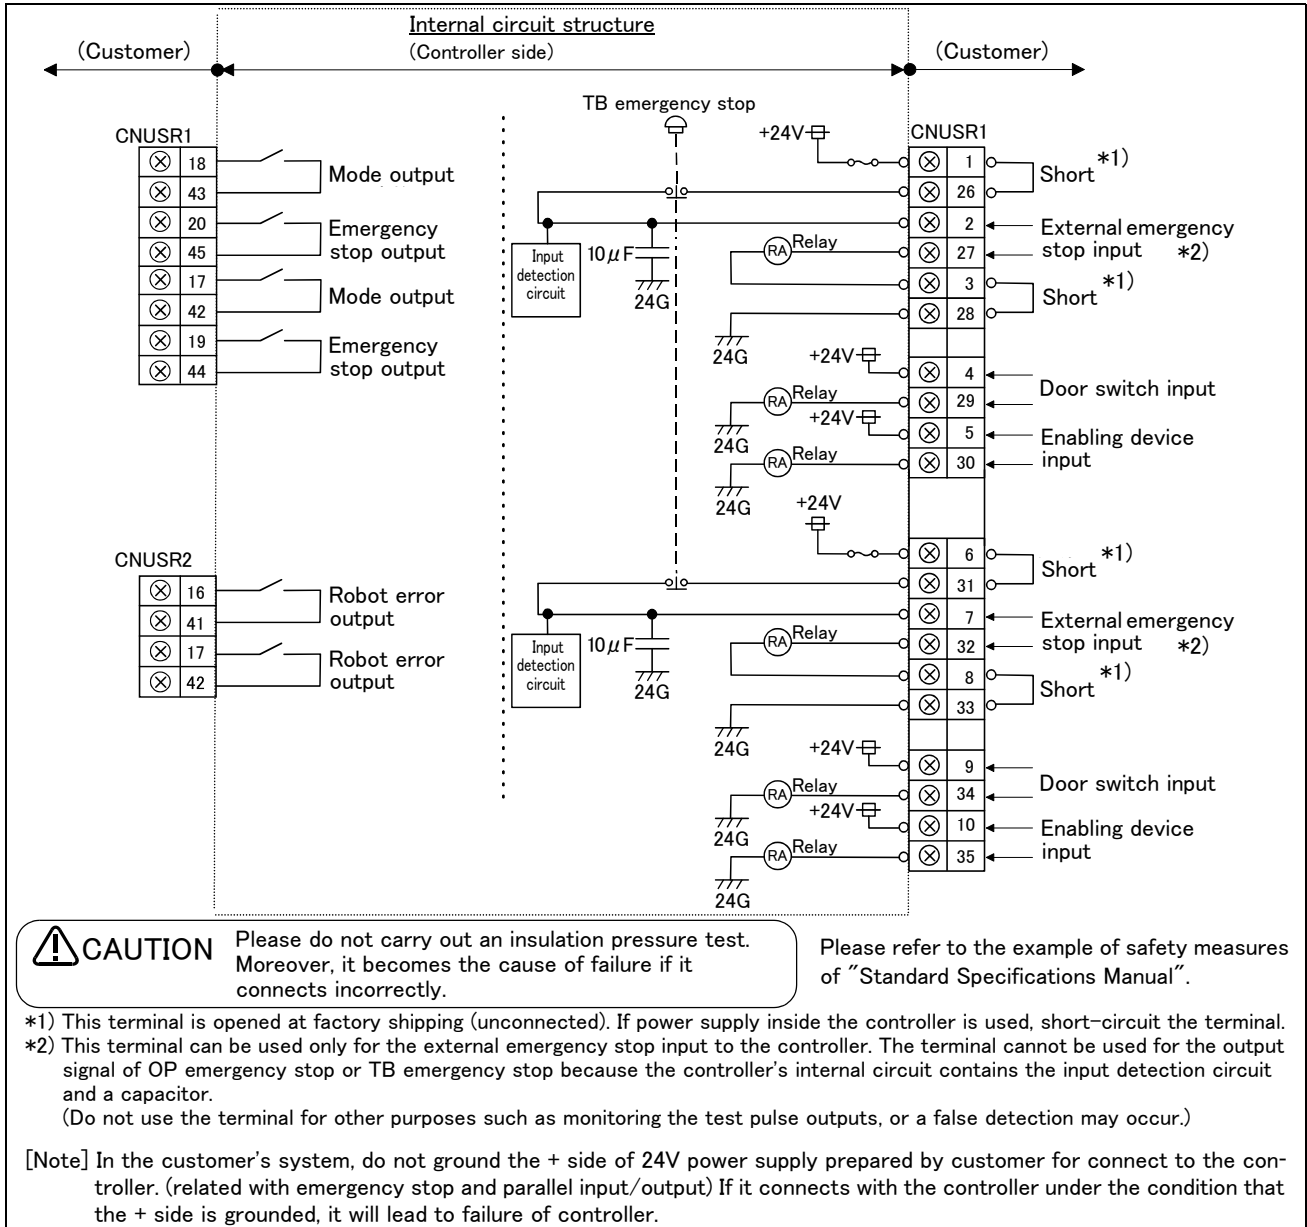 Internal circuit structure
(Customer)
(Controller side)
(Customer)
TB emergency stop
CNUSR1
18
43
20
45
17
42
19
44
Mode output
Emergency
stop output
Mode output
Emergency
stop output
CNUSR2
16
41
17
42
Robot error
output
Robot error
output
Input
detection
circuit
10μF
24G
+24V
RA
Relay
24G
+24V
RA
Relay
24G
+24V
RA
Relay
24G
CNUSR1
1
26
2
27
3
28
4
29
5
30
Short *1)
External emergency
stop input *2)
Short *1)
Door switch input
Enabling device
input
Input
detection
circuit
10μF
24G
+24V
RA
Relay
24G
+24V
RA
Relay
24G
+24V
RA
Relay
24G
6
31
7
32
8
33
9
34
10
35
Short *1)
External emergency
stop input *2)
Short *1)
Door switch input
Enabling device
input
CAUTION
Please do not carry out an insulation pressure test.
Moreover, it becomes the cause of failure if it
connects incorrectly.
Please refer to the example of safety measures
of "Standard Specifications Manual".
*1) This terminal is opened at factory shipping (unconnected). If power supply inside the controller is used, short-circuit the terminal.
*2) This terminal can be used only for the external emergency stop input to the controller. The terminal cannot be used for the output
signal of OP emergency stop or TB emergency stop because the controller's internal circuit contains the input detection circuit
and a capacitor.
(Do not use the terminal for other purposes such as monitoring the test pulse outputs, or a false detection may occur.)
[Note] In the customer's system, do not ground the + side of 24V power supply prepared by customer for connect to the con-
troller. (related with emergency stop and parallel input/output) If it connects with the controller under the condition that
the + side is grounded, it will lead to failure of controller.